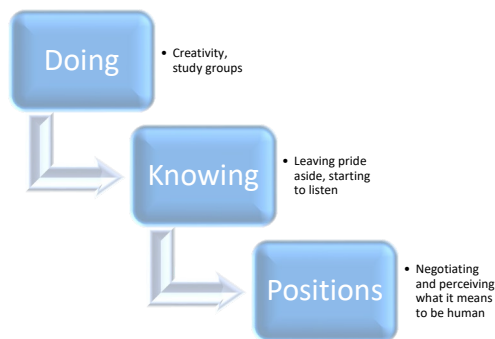 Doing
• Creativity,
study groups
Knowing
• Leaving pride
aside, starting
to listen
Positions
• Negotiating
and perceiving
what it means
to be human